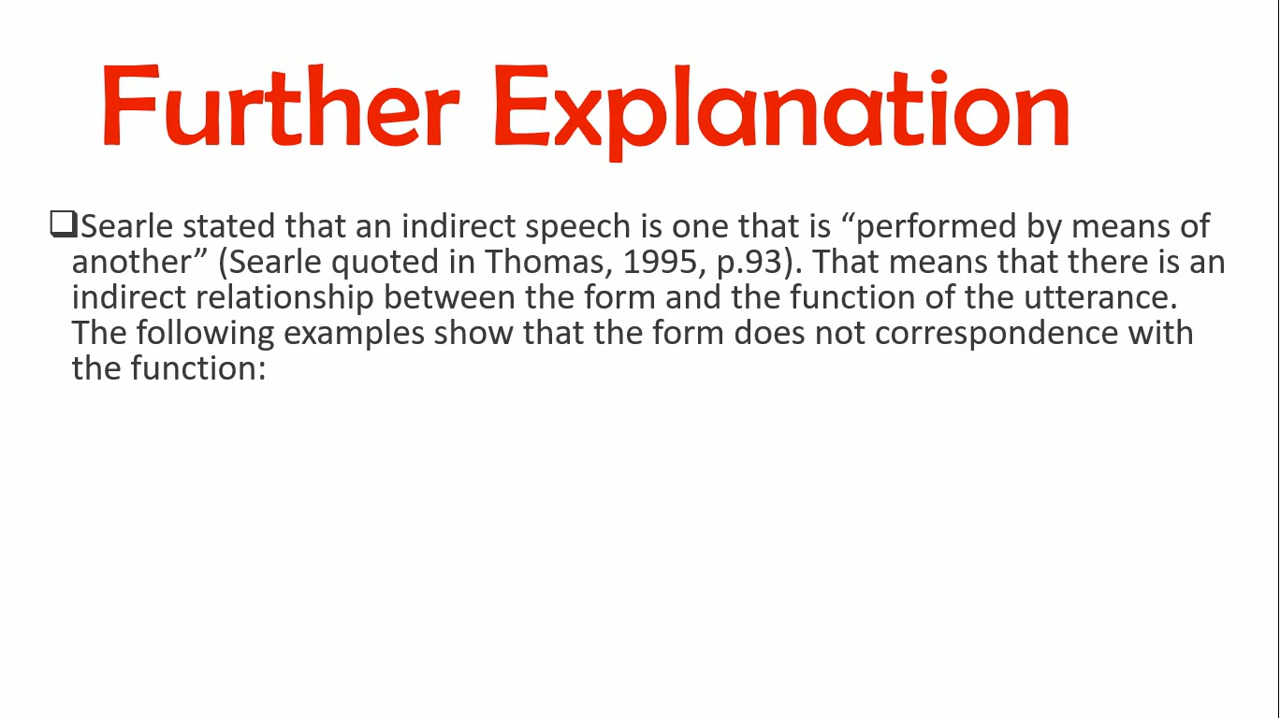 Further Explanation
❑Searle stated that an indirect speech is one that is “performed by means of
another” (Searle quoted in Thomas, 1995, p.93). That means that there is an
indirect relationship between the form and the function of the utterance.
The following examples show that the form does not correspondence with
the function: